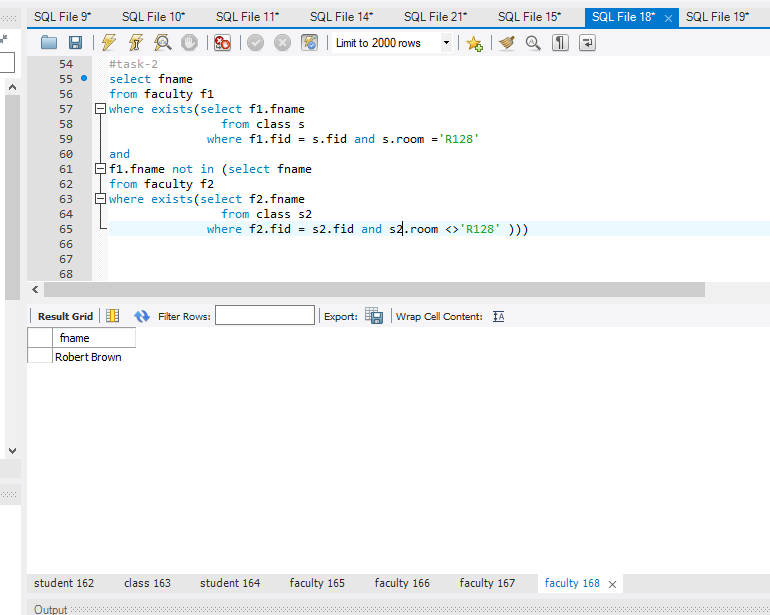 SQL File 9* SQL File 10* SQL File 11* SQL File 14* SQL File 21* SQL File 15* SQL File 18* SQL File 19*
Limit to 2000 rows
54 #task-2
55 select fname
56 from faculty f1
57 where exists(select f1.fname
58 from class s
59 where f1.fid = s.fid and s.room ='R128'
60 and
61 f1.fname not in (select fname
62 from faculty f2
63 where exists(select f2.fname
64 from class s2
65 where f2.fid = s2.fid and s2.room <>'R128' )))
66
67
68
Result Grid Filter Rows: Export: Wrap Cell Content:
fname
Robert Brown
student 162 class 163 student 164 faculty 165 faculty 166 faculty 167 faculty 168
Output